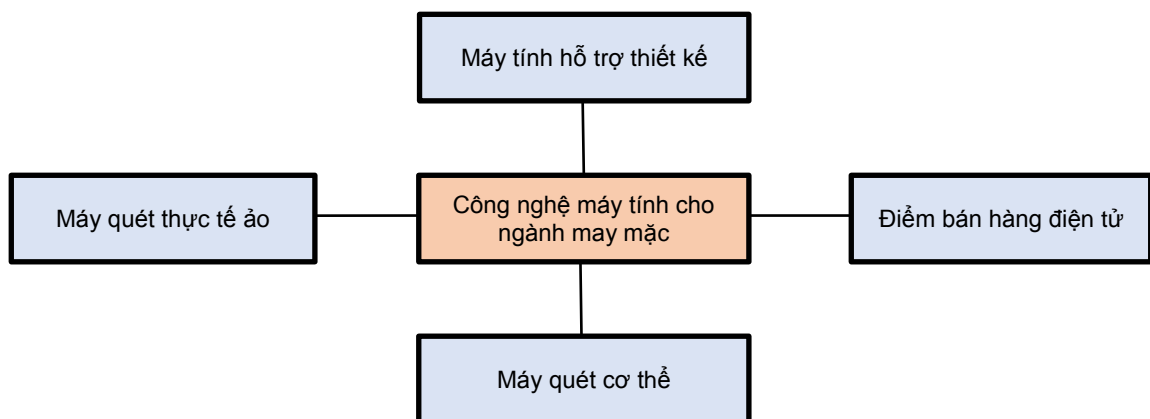 Máy tính hỗ trợ thiết kế
Máy quét thực tế ảo
Công nghệ máy tính cho
ngành may mặc
Điểm bán hàng điện tử
Máy quét cơ thể